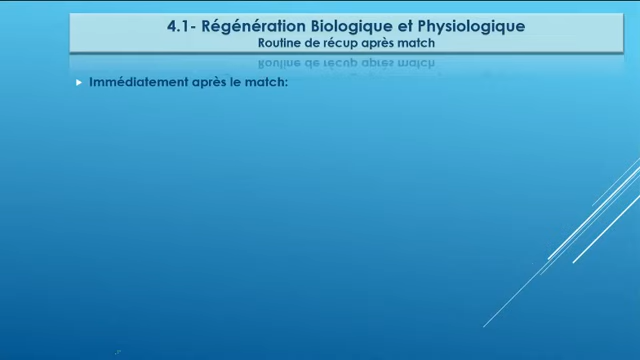 4.1- Régénération Biologique et Physiologique
Routine de récup après match
Immédiatement après le match: